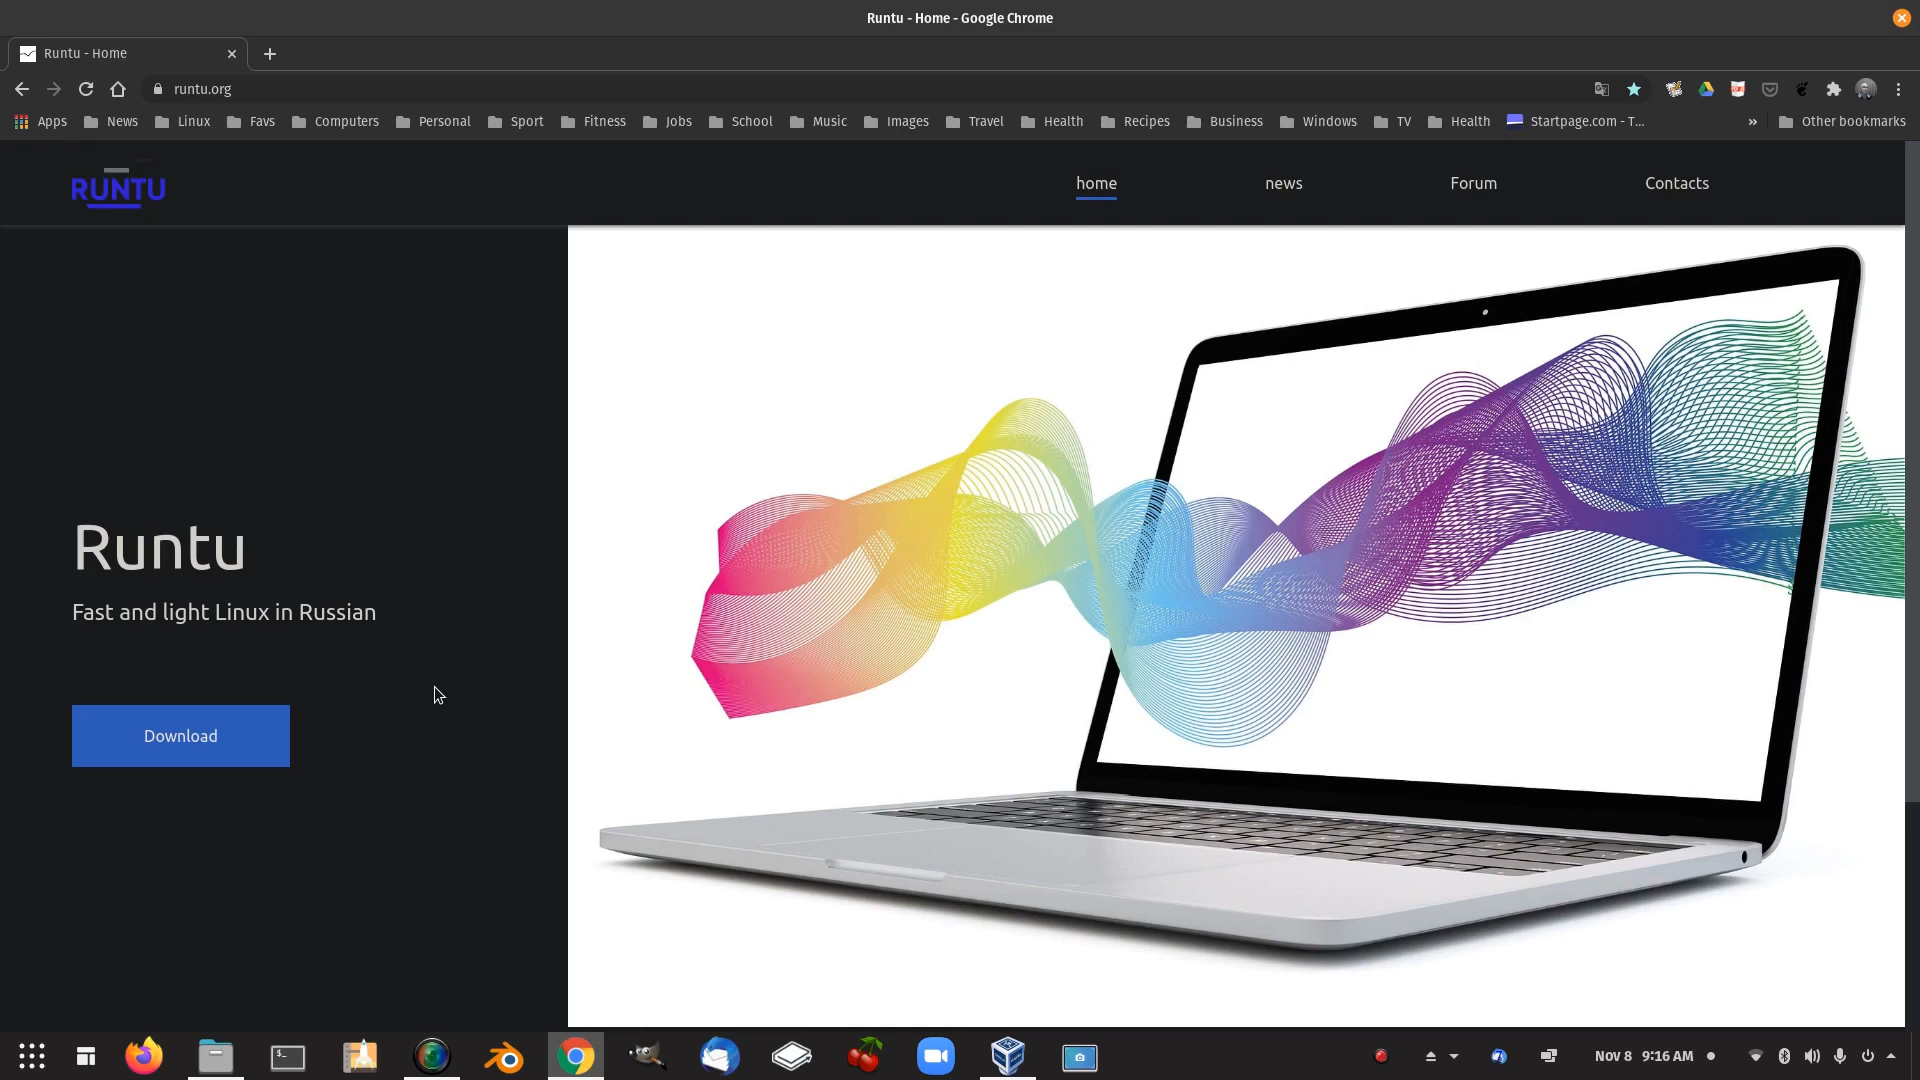 Runtu - Home - Google Chrome
Runtu - Home
runtu.org
Apps News Linux Favs Computers Personal Sport Fitness Jobs School Music Images Travel Health Recipes Business Windows TV Health Startpage.com - T... » Other bookmarks
RUNTU
home news Forum Contacts
Runtu
Fast and light Linux in Russian
Download
Nov 8 9:16 AM